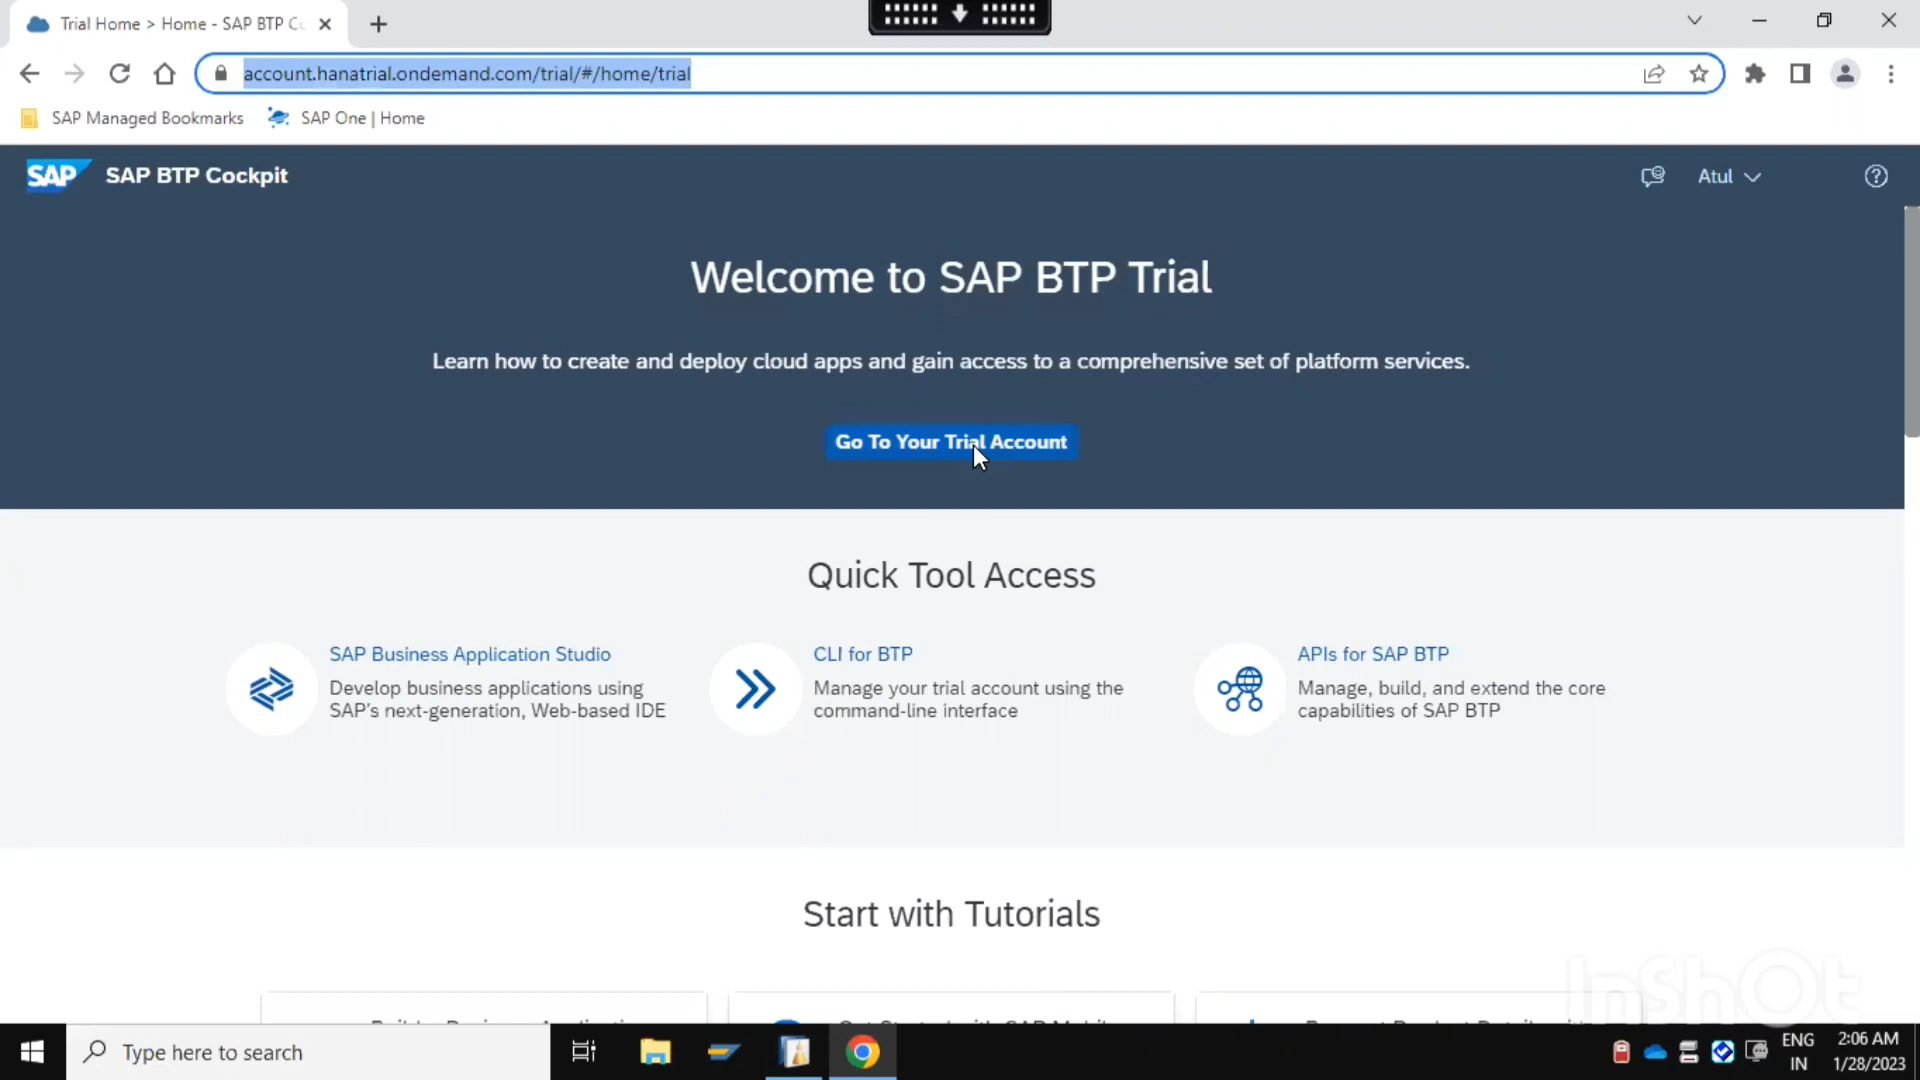 Trial Home > Home - SAP BTP Co
account.hanatrial.ondemand.com/trial/#/home/trial
SAP Managed Bookmarks
SAP One | Home
SAP
SAP BTP Cockpit
Atul
Welcome to SAP BTP Trial
Learn how to create and deploy cloud apps and gain access to a comprehensive set of platform services.
Go To Your Trial Account
Quick Tool Access
SAP Business Application Studio
Develop business applications using
SAP's next-generation, Web-based IDE
CLI for BTP
Manage your trial account using the
command-line interface
APIs for SAP BTP
Manage, build, and extend the core
capabilities of SAP BTP
Start with Tutorials
InShOt
Type here to search
ENG
IN
2:06 AM
1/28/2023